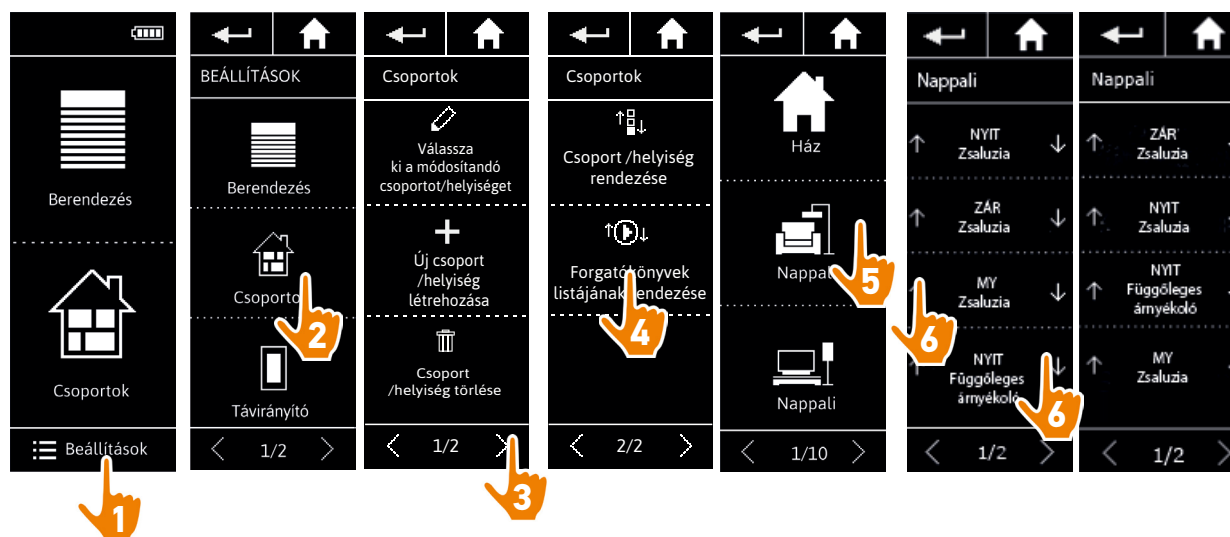 Berendezés
Csoportok
Beállítások
1
BEÁLLÍTÁSOK
Berendezés
Csoporto
2
Távirányító
1/2
Csoportok
Válassza
ki a módosítandó
csoportot/helyiséget
Új csoport
/helyiség
létrehozása
Csoport
/helyiség törlése
1/2
3
Csoportok
Csoport /helyiség
rendezése
Forgatókönyvek
listájának rendezése
4
2/2
Ház
Nappali
5
Nappali
1/10
Nappali
NYIT
Zsaluzia
ZÁR
Zsaluzia
MY
Zsaluzia
6
NYIT
Függőleges
árnyékoló
6
1/2
Nappali
ZÁR
Zsaluzia
NYIT
Zsaluzia
NYIT
Függőleges
árnyékoló
MY
Zsaluzia
1/2